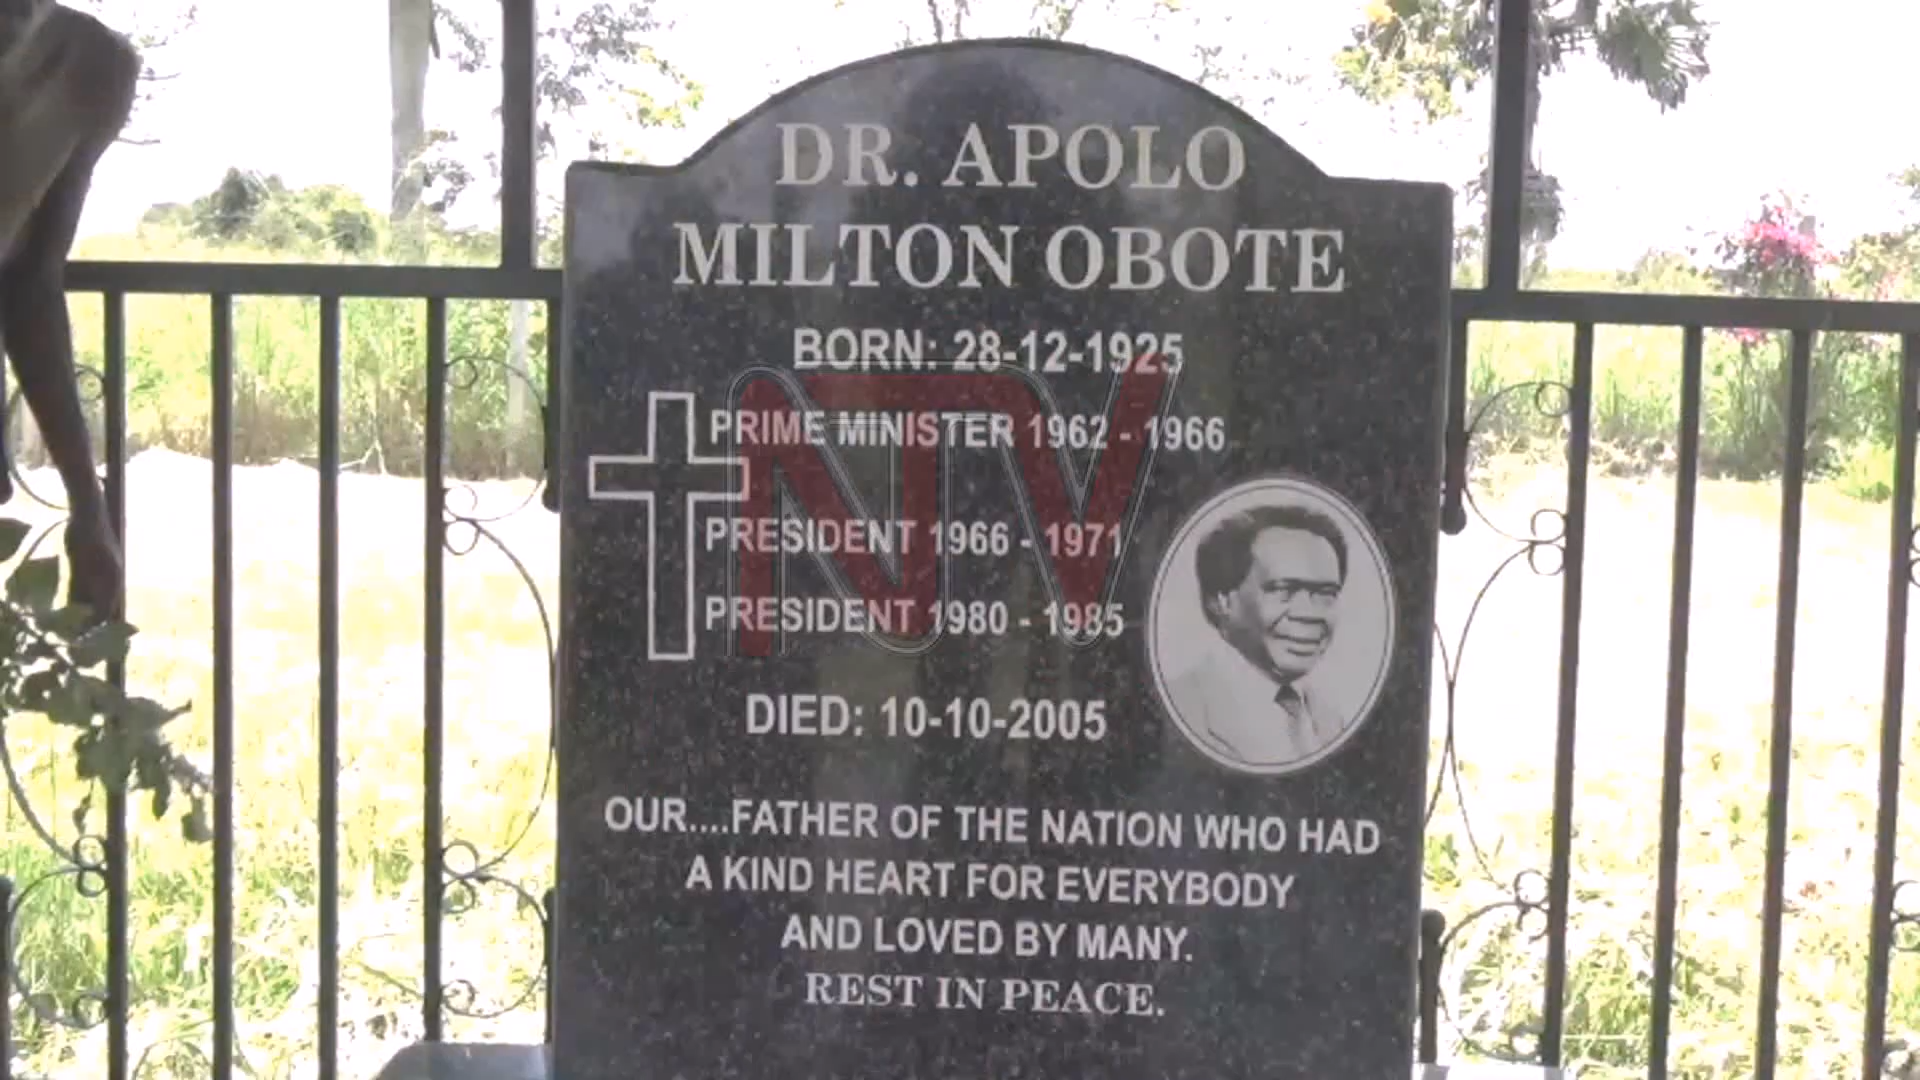 DR. APOLO
MILTON OBOTE
BORN: 28-12-1925
PRIME MINISTER 1962 - 1966
PRESIDENT 1966 - 1971
PRESIDENT 1980 - 1985
DIED: 10-10-2005
OUR....FATHER OF THE NATION WHO HAD
A KIND HEART FOR EVERYBODY
AND LOVED BY MANY.
REST IN PEACE.
NTV